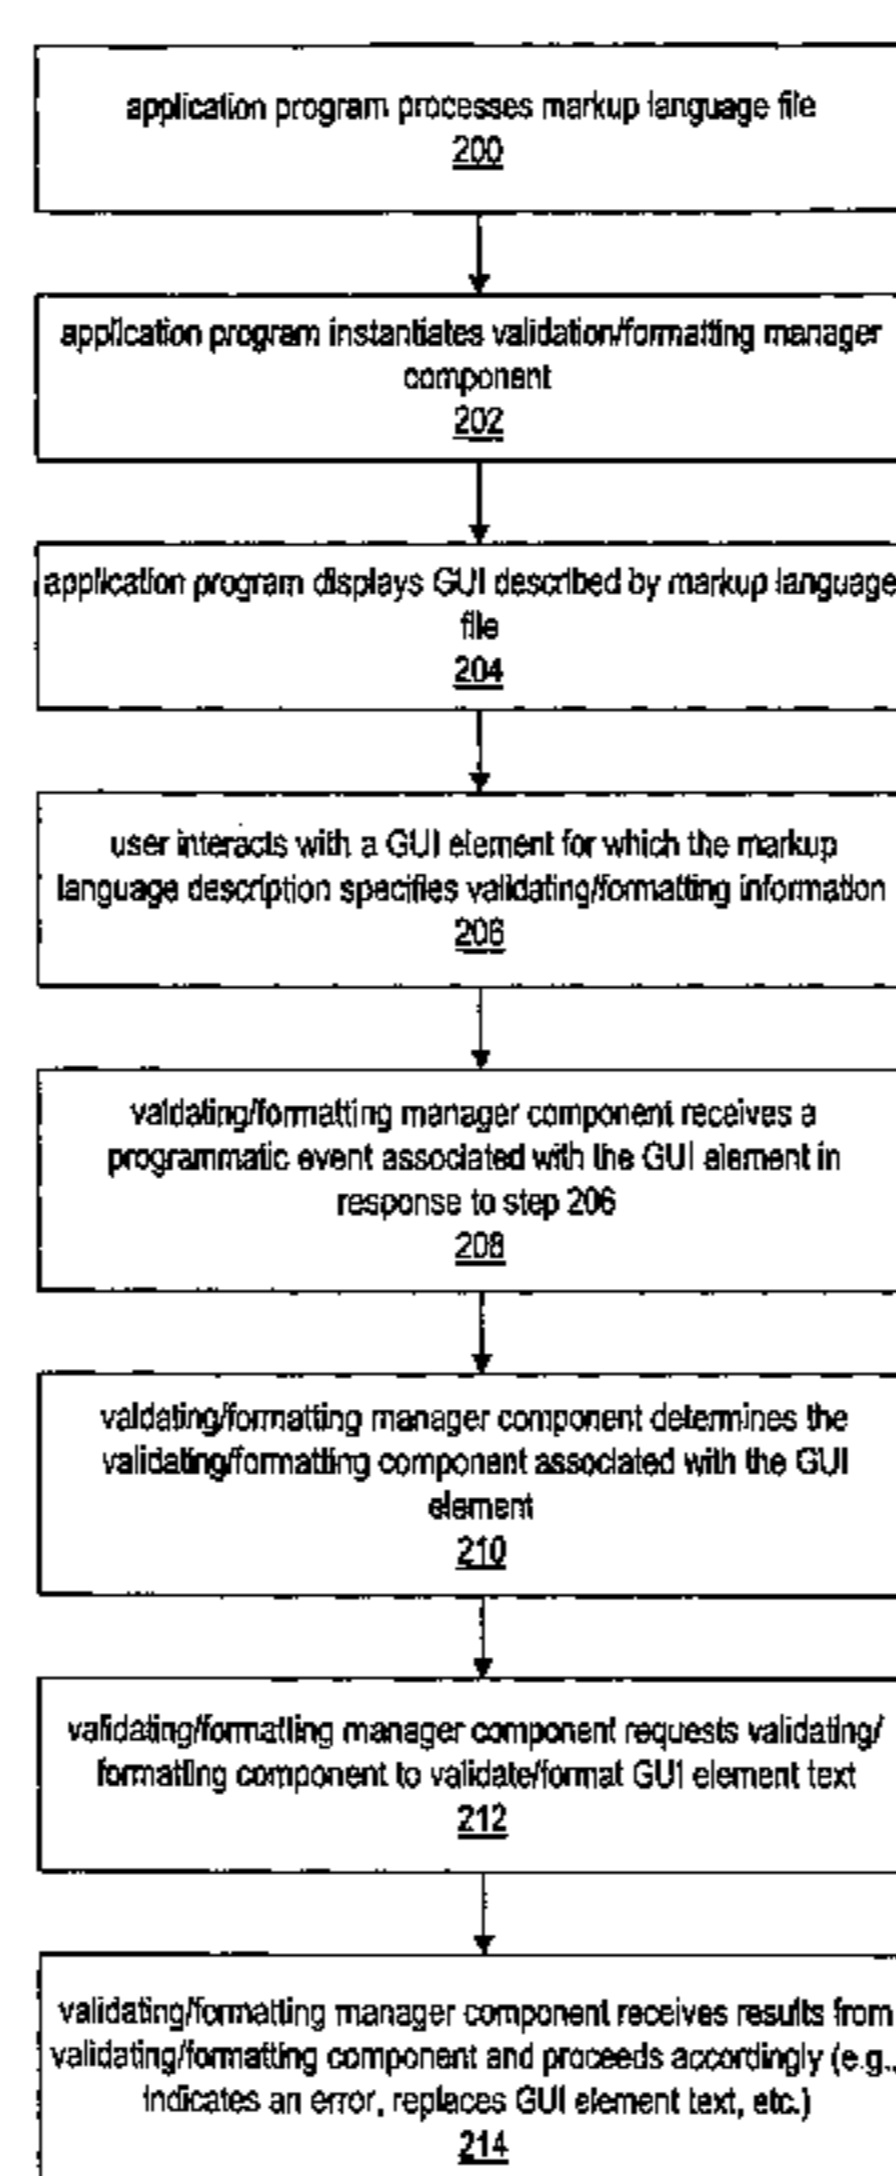 application program processes markup language file
200
application program instantiates validation/formatting manager
component
202
application program displays GUI described by markup language
file
204
user interacts with a GUI element for which the markup
language description specifies validating/formatting information
206
validating/formatting manager component receives a
programmatic event associated with the GUI element in
response to step 206
208
validating/formatting manager component determines the
validating/formatting component associated with the GUI
element
210
validating/formatting manager component requests validating/
formatting component to validate/format GUI element text
212
validating/formatting manager component receives results from
validating/formatting component and proceeds accordingly (e.g.,
indicates an error, replaces GUI element text, etc.)
214